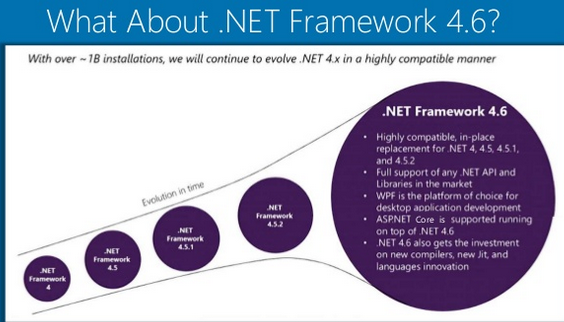 What About .NET Framework 4.6?
With over ~1B installations, we will continue to evolve .NET 4.x in a highly compatible manner
Evolution in time
.NET
Framework
4
.NET
Framework
4.5
.NET
Framework
4.5.1
.NET
Framework
4.5.2
.NET Framework 4.6
• Highly compatible, in-place
replacement for .NET 4, 4.5, 4.5.1,
and 4.5.2
• Full support of any .NET API and
Libraries in the market
• WPF is the platform of choice for
desktop application development
• ASP.NET Core is supported running
on top of .NET 4.6
• .NET 4.6 also gets the investment
on new compilers, new Jit, and
languages innovation